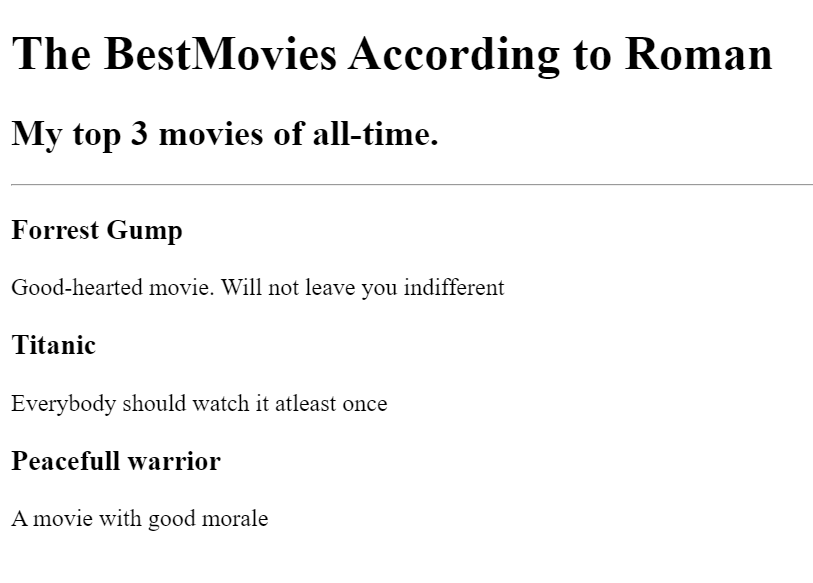 The BestMovies According to Roman
My top 3 movies of all-time.
Forrest Gump
Good-hearted movie. Will not leave you indifferent
Titanic
Everybody should watch it atleast once
Peacefull warrior
A movie with good morale